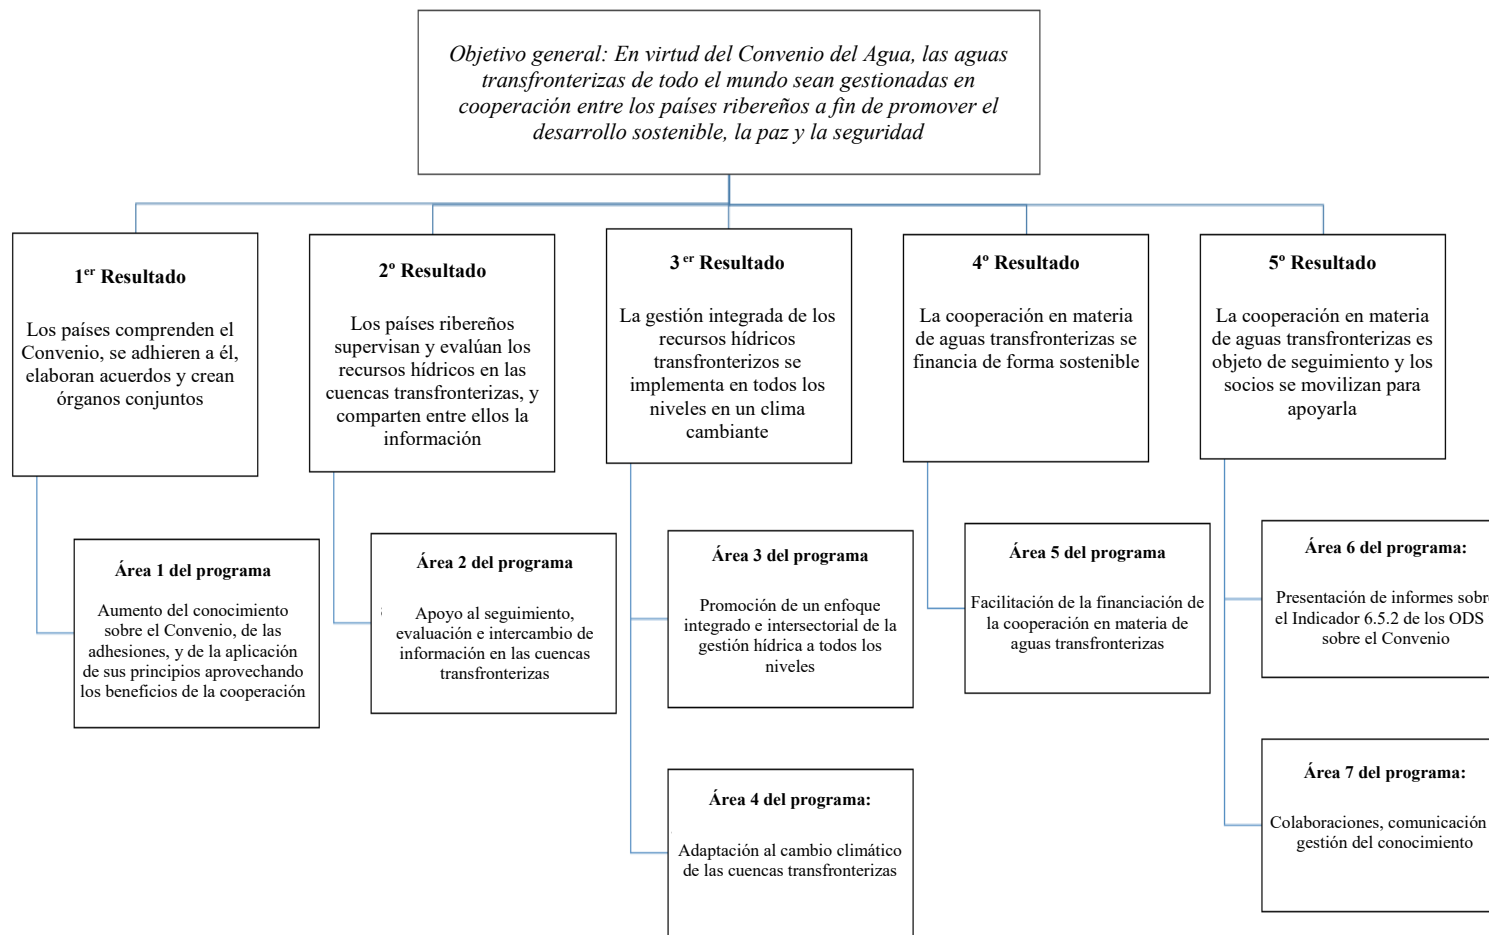 Objetivo general: En virtud del Convenio del Agua, las aguas
transfronterizas de todo el mundo sean gestionadas en
cooperación entre los países ribereños a fin de promover el
desarrollo sostenible, la paz y la seguridad
1er Resultado
Los países comprenden el
Convenio, se adhieren a él,
elaboran acuerdos y crean
órganos conjuntos
2º Resultado
Los países ribereños
supervisan y evalúan los
recursos hídricos en las
cuencas transfronterizas, y
comparten entre ellos la
información
3 er Resultado
La gestión integrada de los
recursos hídricos
transfronterizos se
implementa en todos los
niveles en un clima
cambiante
4º Resultado
La cooperación en materia
de aguas transfronterizas se
financia de forma sostenible
5º Resultado
La cooperación en materia
de aguas transfronterizas es
objeto de seguimiento y los
socios se movilizan para
apoyarla
Área 1 del programa
Aumento del conocimiento
sobre el Convenio, de las
adhesiones, y de la aplicación
de sus principios aprovechando
los beneficios de la cooperación
Área 2 del programa
Apoyo al seguimiento,
evaluación e intercambio de
información en las cuencas
transfronterizas
Área 3 del programa
Promoción de un enfoque
integrado e intersectorial de la
gestión hídrica a todos los
niveles
Área 4 del programa:
Adaptación al cambio climático
de las cuencas transfronterizas
Área 5 del programa
Facilitación de la financiación de
la cooperación en materia de
aguas transfronterizas
Área 6 del programa:
Presentación de informes sobre
el Indicador 6.5.2 de los ODS
sobre el Convenio
Área 7 del programa:
Colaboraciones, comunicación
gestión del conocimiento